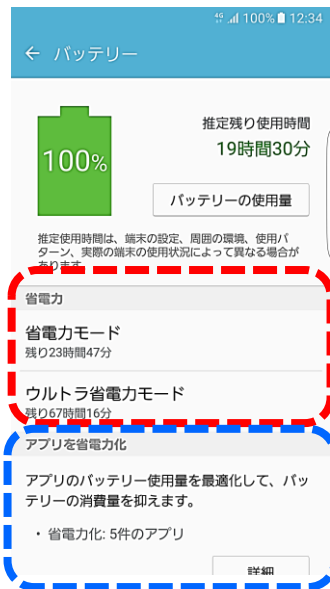 4G 100% 12:34
← バッテリー
推定残り使用時間
100%
19時間30分
バッテリーの使用量
推定使用時間は、端末の設定、周囲の環境、使用パ
ターン、実際の端末の使用状況によって異なる場合が
あります。
省電力
省電力モード
残り23時間47分
ウルトラ省電力モード
残り67時間16分
アプリを省電力化
アプリのバッテリー使用量を最適化して、バッ
テリーの消費量を抑えます。
・ 省電力化: 5件のアプリ
詳細